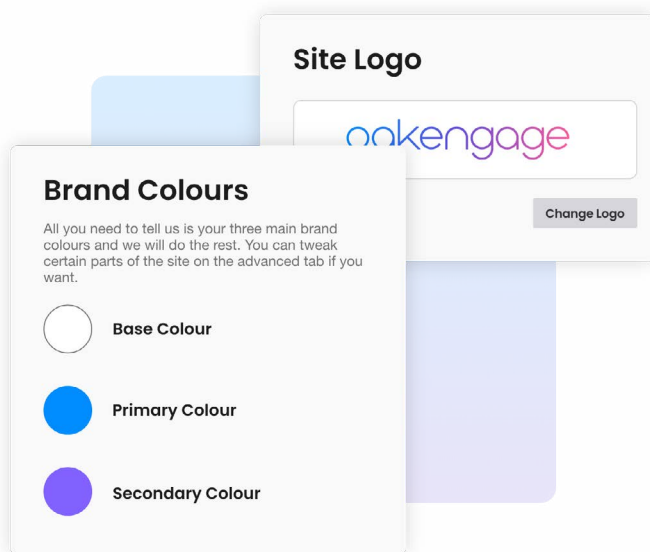 Site Logo
oakengage
Change Logo
Brand Colours
All you need to tell us is your three main brand
colours and we will do the rest. You can tweak
certain parts of the site on the advanced tab if you
want.
Base Colour
Primary Colour
Secondary Colour